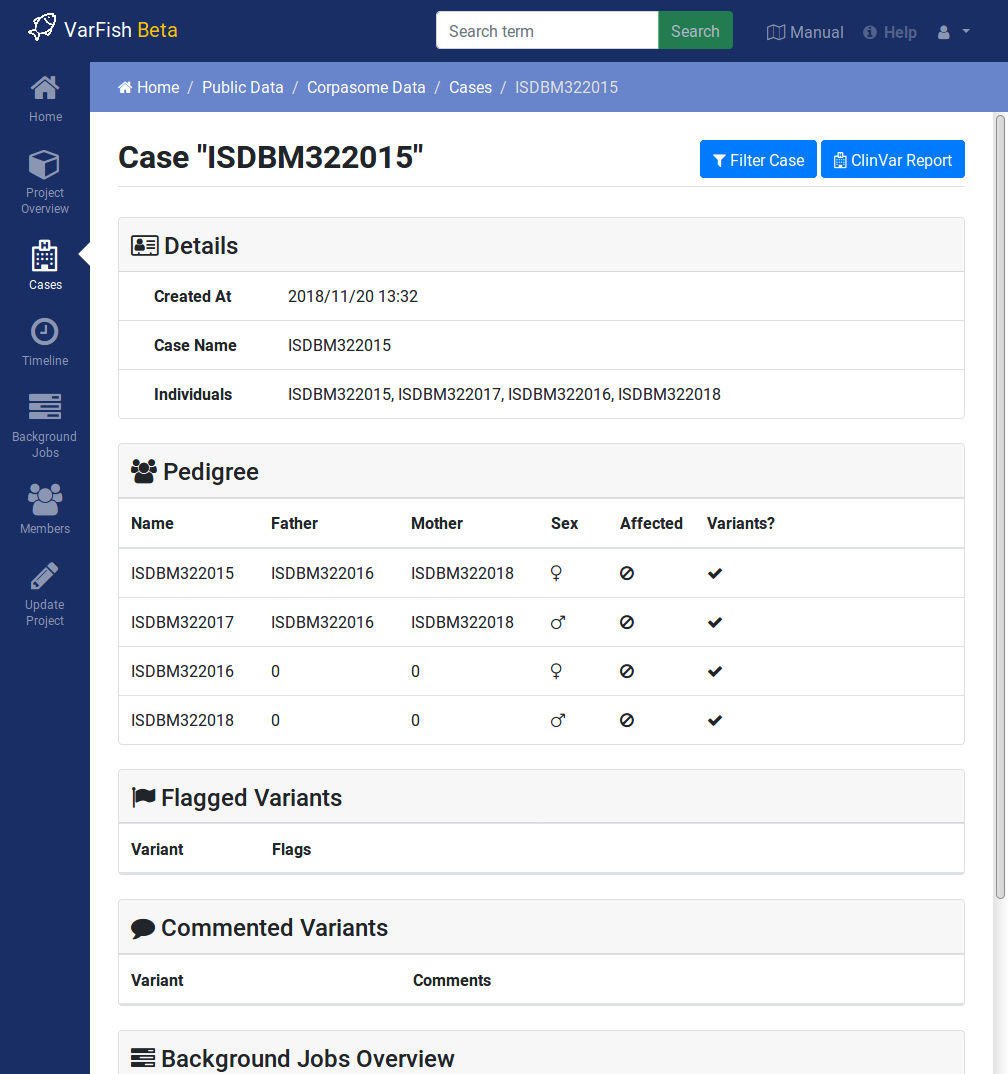 VarFish Beta
Search term
Search
Manual
Help
Home / Public Data / Corpasome Data / Cases / ISDBM322015
Home
Project
Overview
Cases
Timeline
Background
Jobs
Members
Update
Project
Case "ISDBM322015"
Filter Case
ClinVar Report
Details
Created At 2018/11/20 13:32
Case Name ISDBM322015
Individuals ISDBM322015, ISDBM322017, ISDBM322016, ISDBM322018
Pedigree
Name Father Mother Sex Affected Variants?
ISDBM322015 ISDBM322016 ISDBM322018 ♀
ISDBM322017 ISDBM322016 ISDBM322018 ♂
ISDBM322016 0 0 ♀
ISDBM322018 0 0 ♂
Flagged Variants
Variant Flags
Commented Variants
Variant Comments
Background Jobs Overview